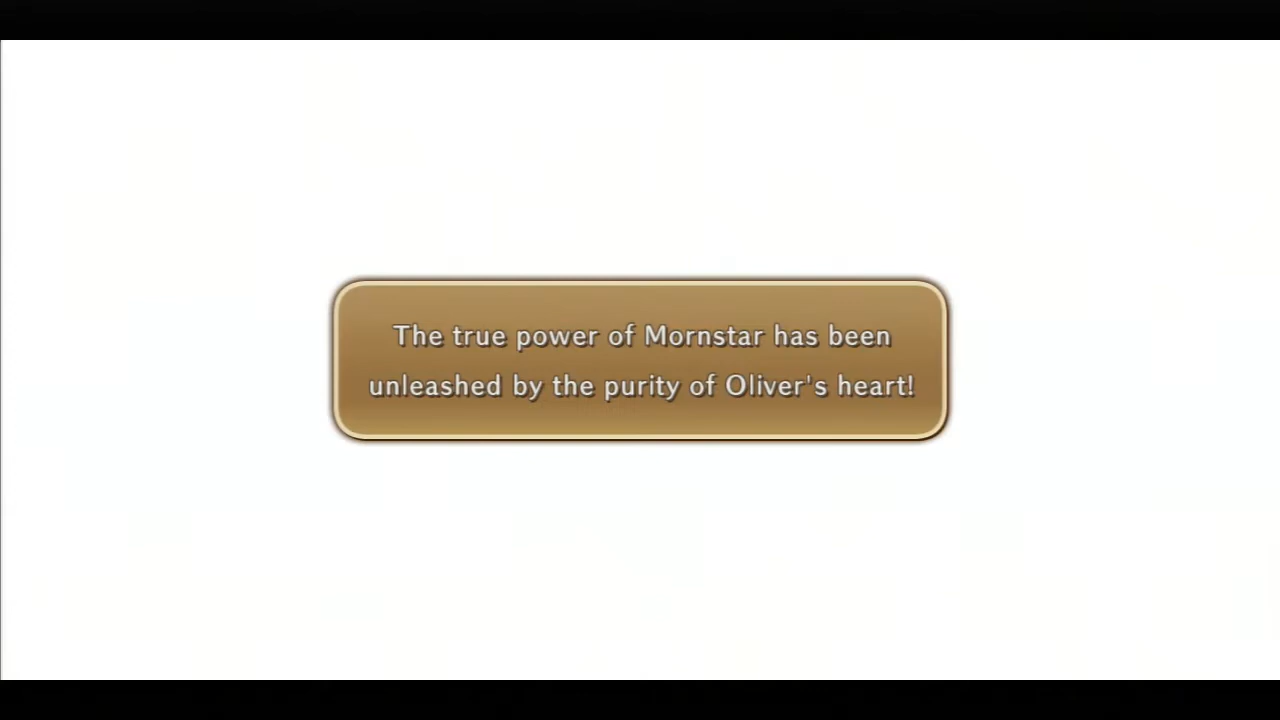 The true power of Mornstar has been
unleashed by the purity of Oliver's heart!